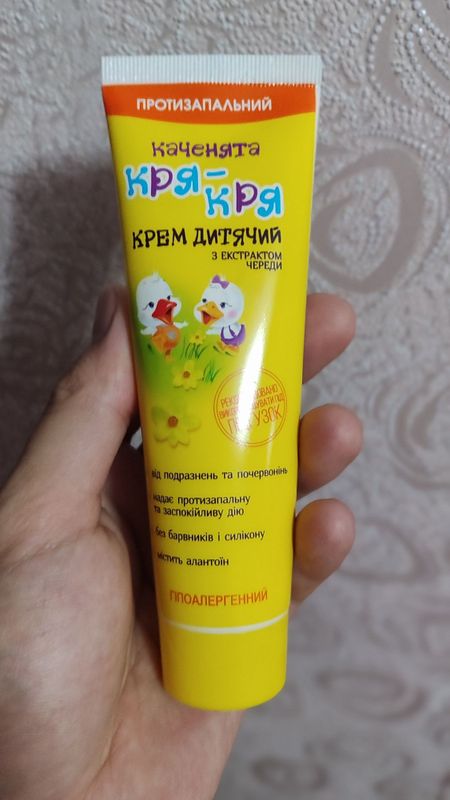 ПРОТИЗАПАЛЬНИЙ
Каченята
КРЯ-
КРЯ
КРЕМ ДИТЯЧИЙ
З ЕКСТРАКТОМ
ЧЕРЕДИ
ПІД
від подразнень та почервонінь
надає протизапальну
та заспокійливу дію
без барвників і силікону
містить алантоїн
ГІПОАЛЕРГЕННИЙ